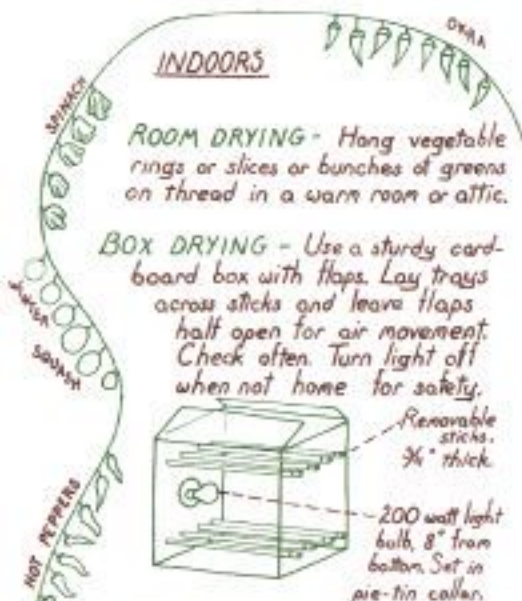 INDOORS
OKRA
SPINACH
ROOM DRYING - Hang vegetable
rings or slices or bunches of greens
on thread in a warm room or attic.
BOX DRYING - Use a sturdy card-
board box with flaps. Lay trays
across sticks and leave flaps
half open for air movement.
Check often. Turn light off
when not home for safety.
SQUASH
HOT PEPPERS
Removable
sticks.
3/4" thick.
200 watt light
bulb, 8" from
bottom. Set in
pie-tin collar.